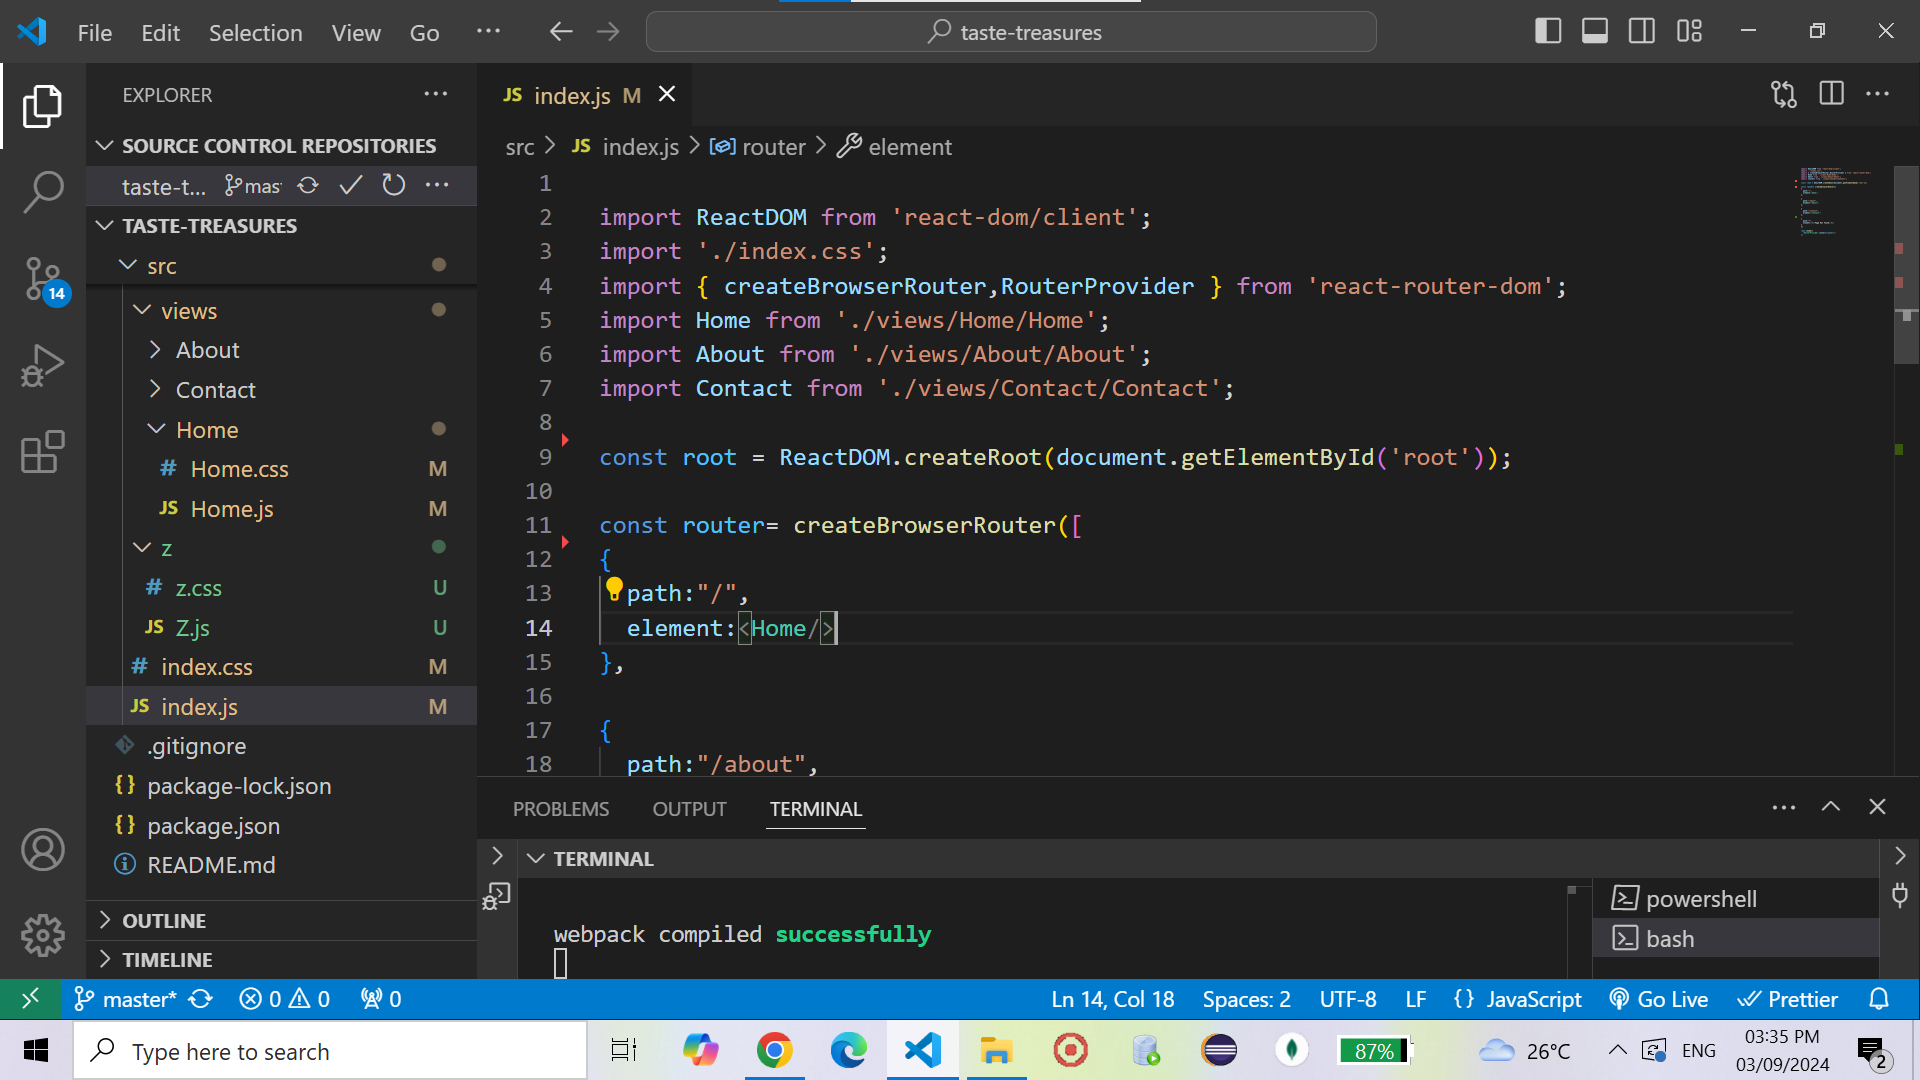 File Edit Selection View Go
taste-treasures
EXPLORER
SOURCE CONTROL REPOSITORIES
taste-t... mas
TASTE-TREASURES
src
views
About
Contact
Home
# Home.css M
JS Home.js M
z
# z.css U
JS Z.js U
# index.css M
JS index.js M
.gitignore
{} package-lock.json
{} package.json
README.md
OUTLINE
TIMELINE
14
JS index.js M
src > JS index.js > router > element
1
2 import ReactDOM from 'react-dom/client';
3 import './index.css';
4 import { createBrowserRouter,RouterProvider } from 'react-router-dom';
5 import Home from './views/Home/Home';
6 import About from './views/About/About';
7 import Contact from './views/Contact/Contact';
8
9 const root = ReactDOM.createRoot(document.getElementById('root'));
10
11 const router= createBrowserRouter([
12 {
13 path:"/",
14 element:<Home/>
15 },
16
17 {
18 path:"/about",
PROBLEMS OUTPUT TERMINAL
TERMINAL
webpack compiled successfully
powershell
bash
master* 0 0 0 Ln 14, Col 18 Spaces: 2 UTF-8 LF {} JavaScript Go Live Prettier
Type here to search
87%
26°C
ENG
03:35 PM
03/09/2024
2